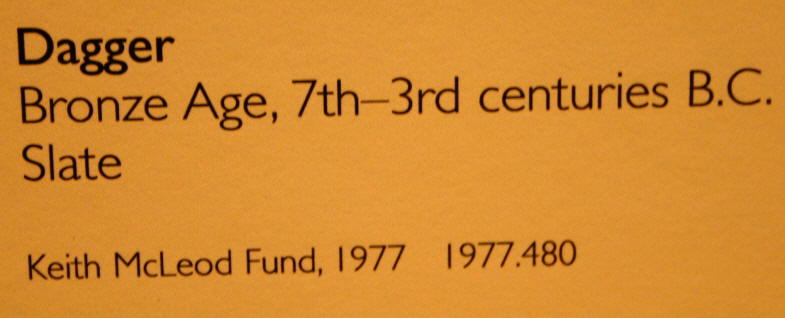 Dagger
Bronze Age, 7th–3rd centuries B.C.
Slate
Keith McLeod Fund, 1977 1977.480